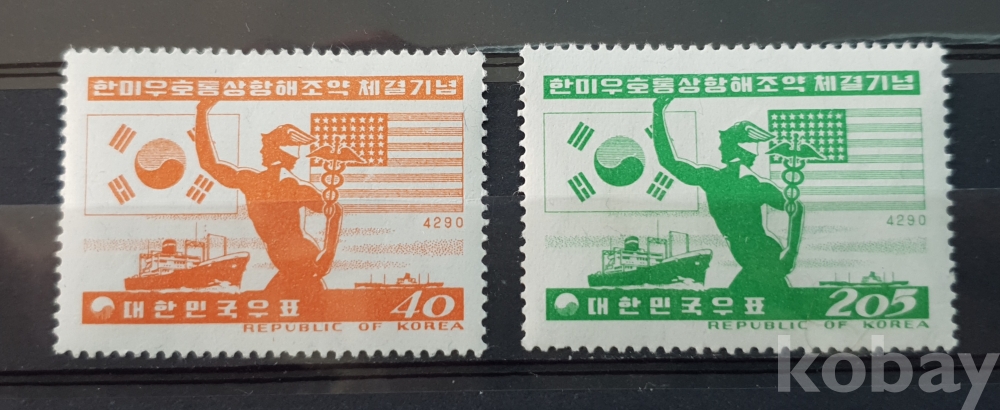 한미우호통상항해조약 체결기념
4290
대한민국우표 40
REPUBLIC OF KOREA
한미우호통상항해조약 체결기념
4290
대한민국우표 205
REPUBLIC OF KOREA
kobay